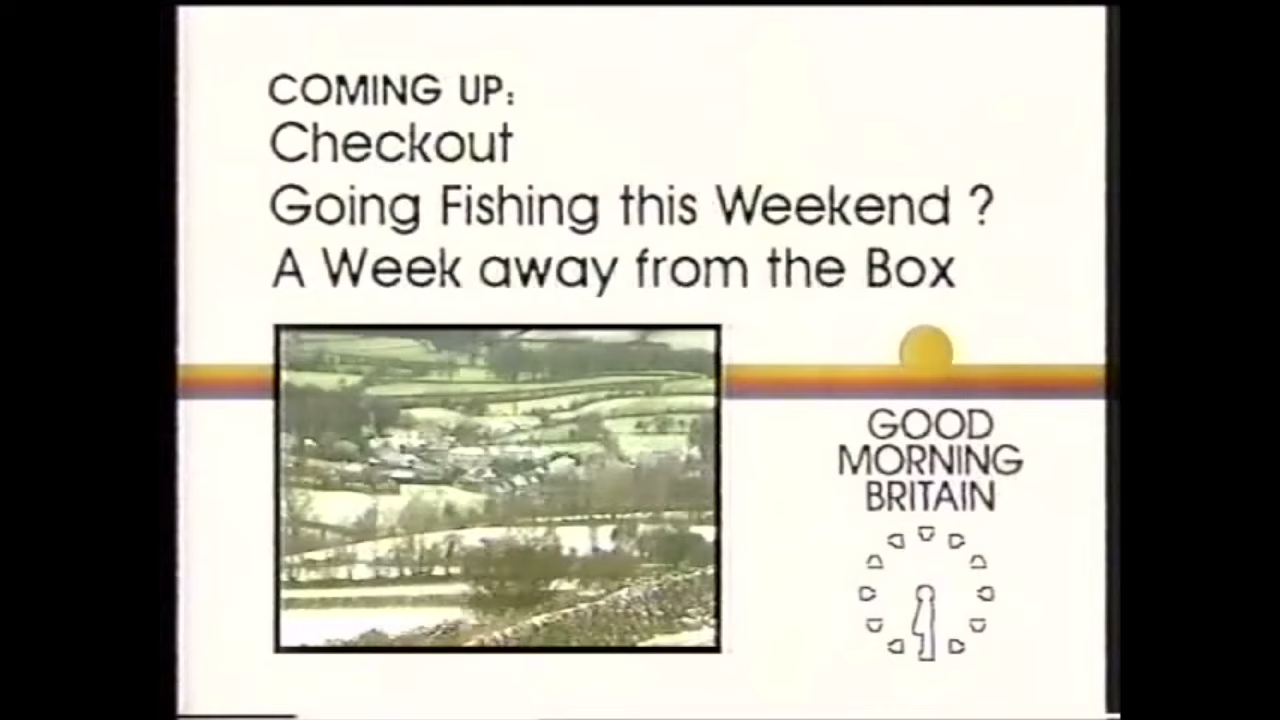 COMING UP:
Checkout
Going Fishing this Weekend ?
A Week away from the Box
GOOD
MORNING
BRITAIN